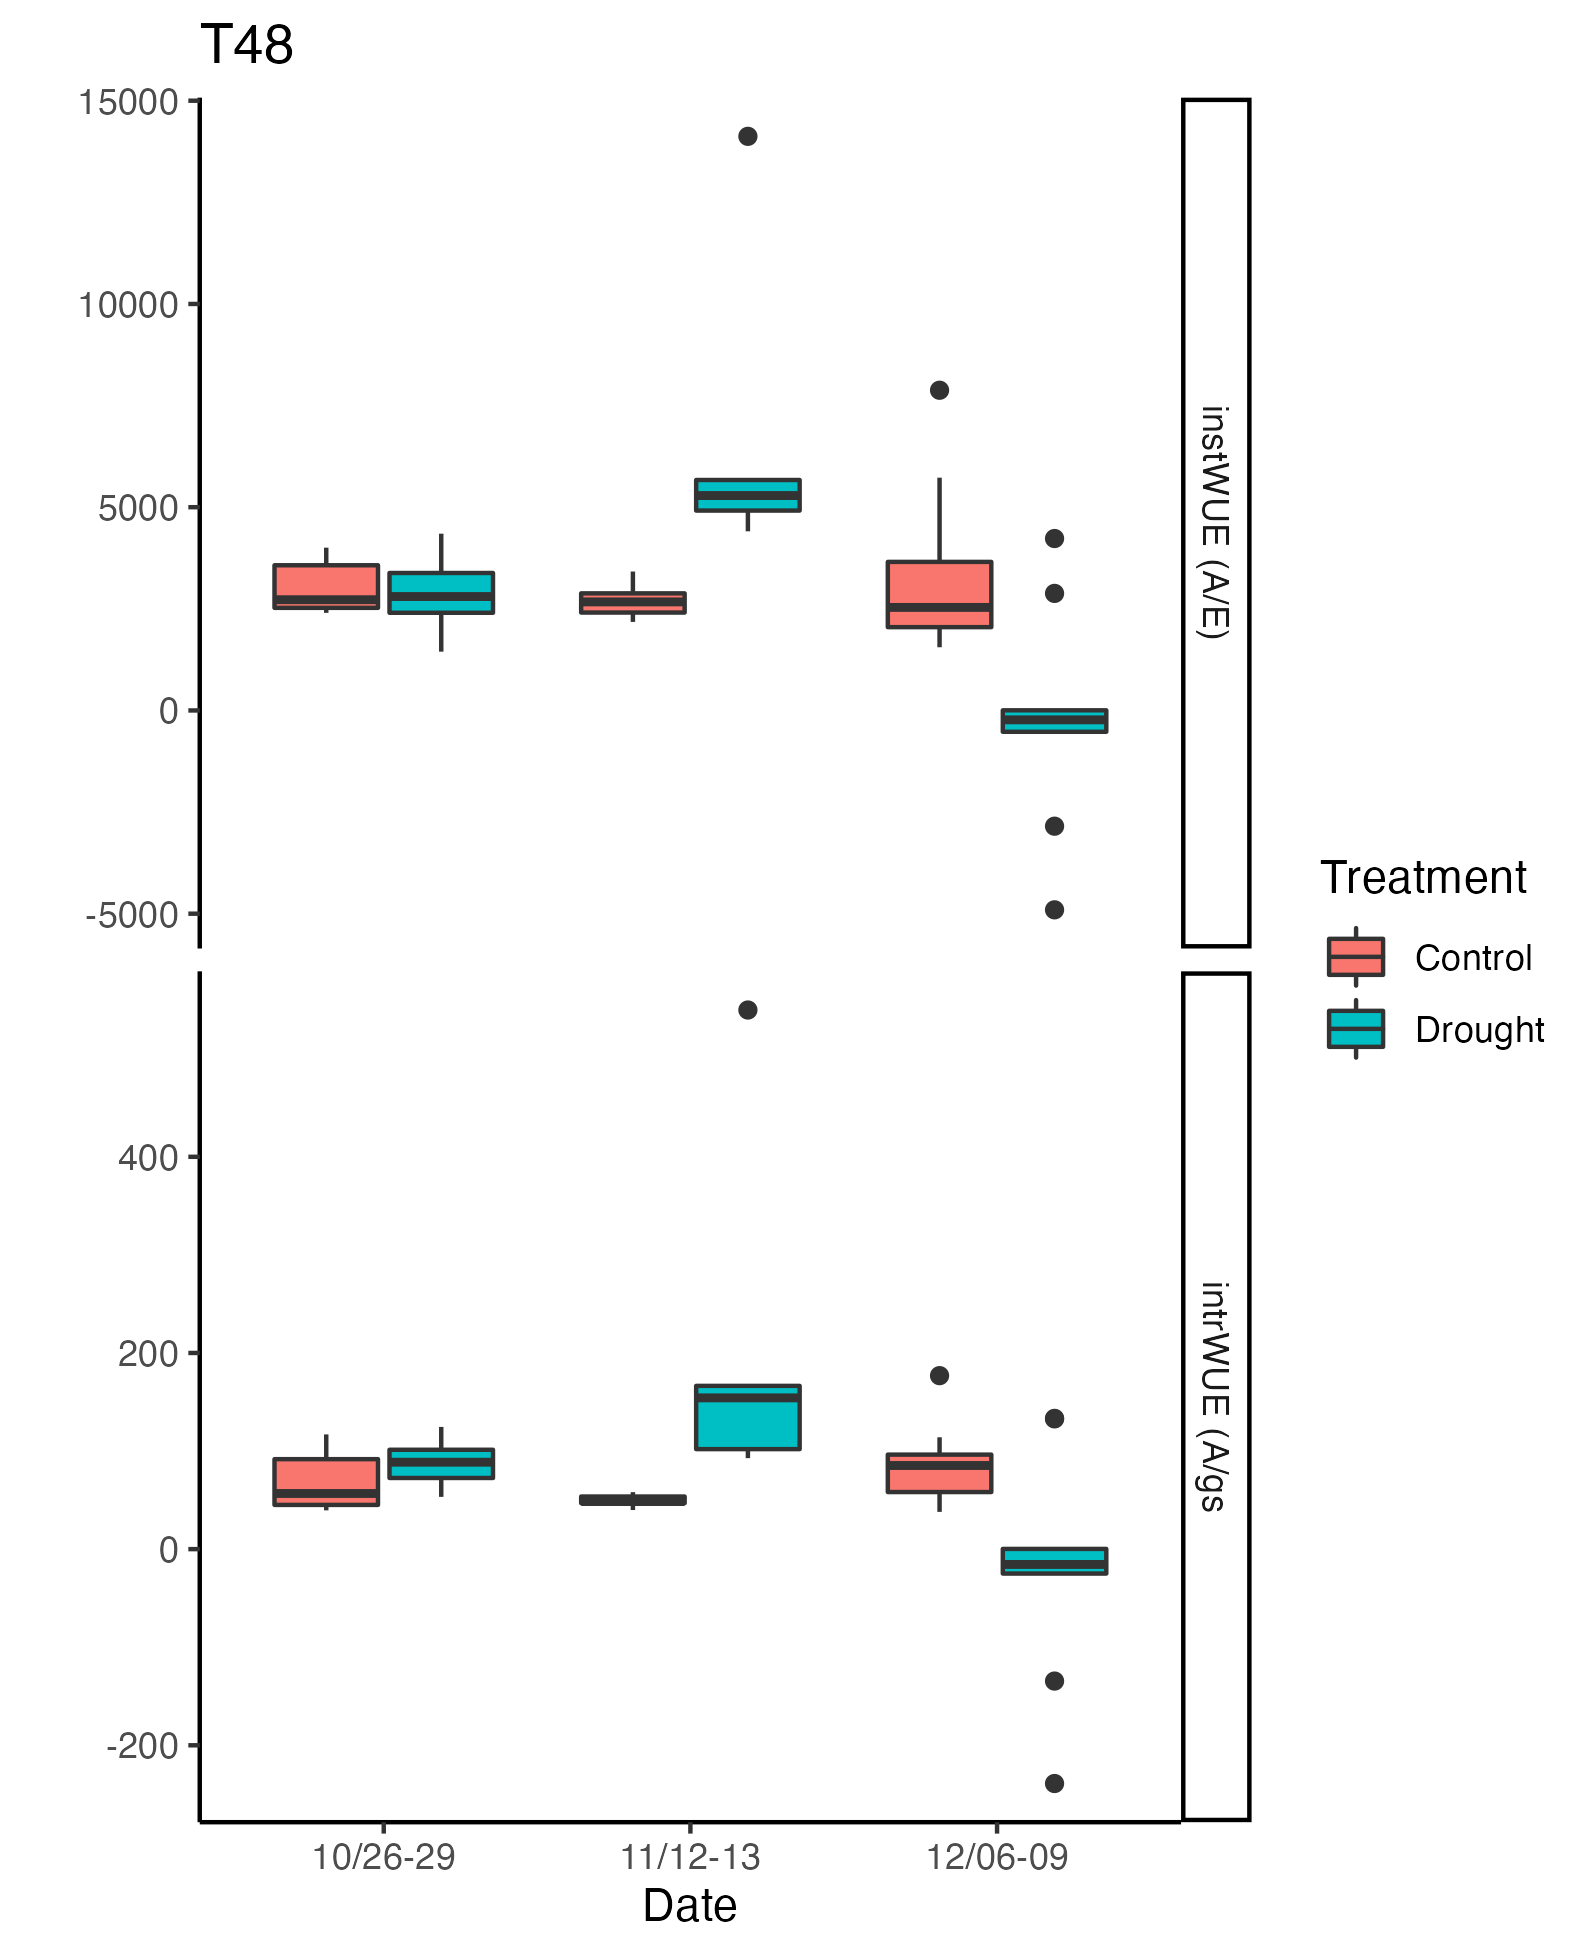 T48
15000
10000
5000
0
-5000
instWUE (A/E)
400
200
0
-200
intrWUE (A/gs
10/26-29
11/12-13
12/06-09
Date
Treatment
Control
Drought